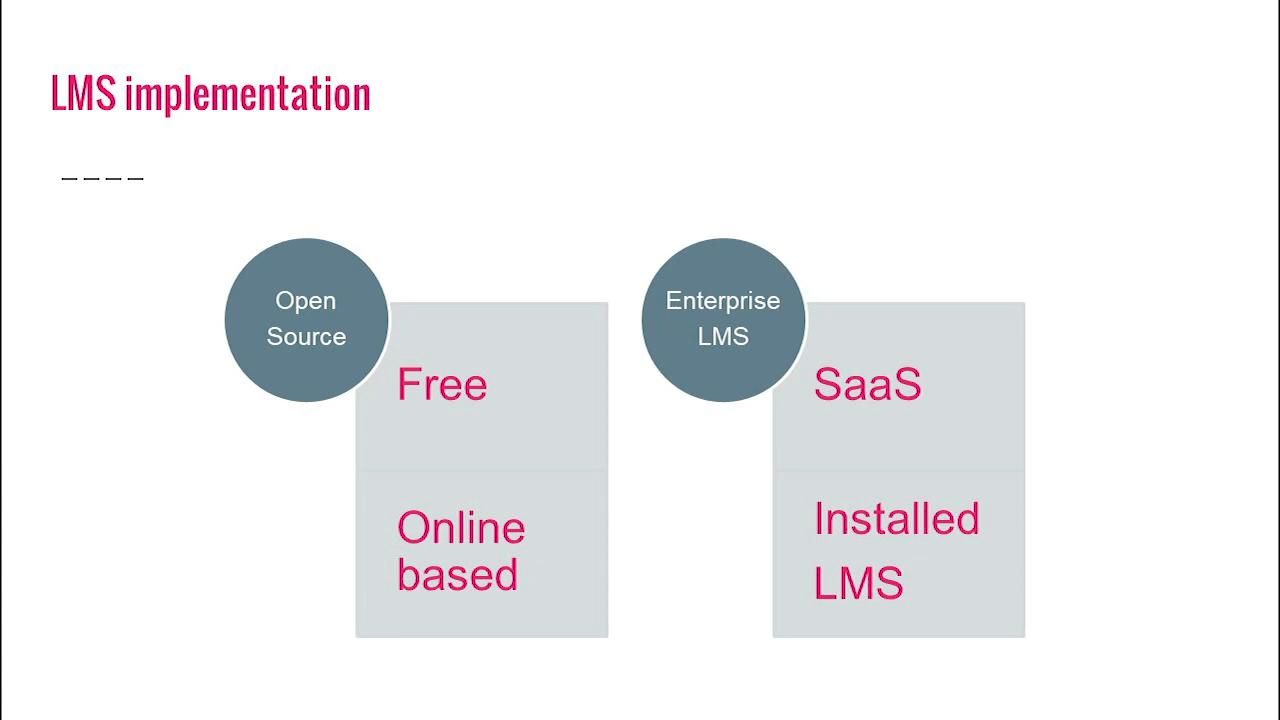 LMS implementation
Open
Source
Free
Online
based
Enterprise
LMS
SaaS
Installed
LMS